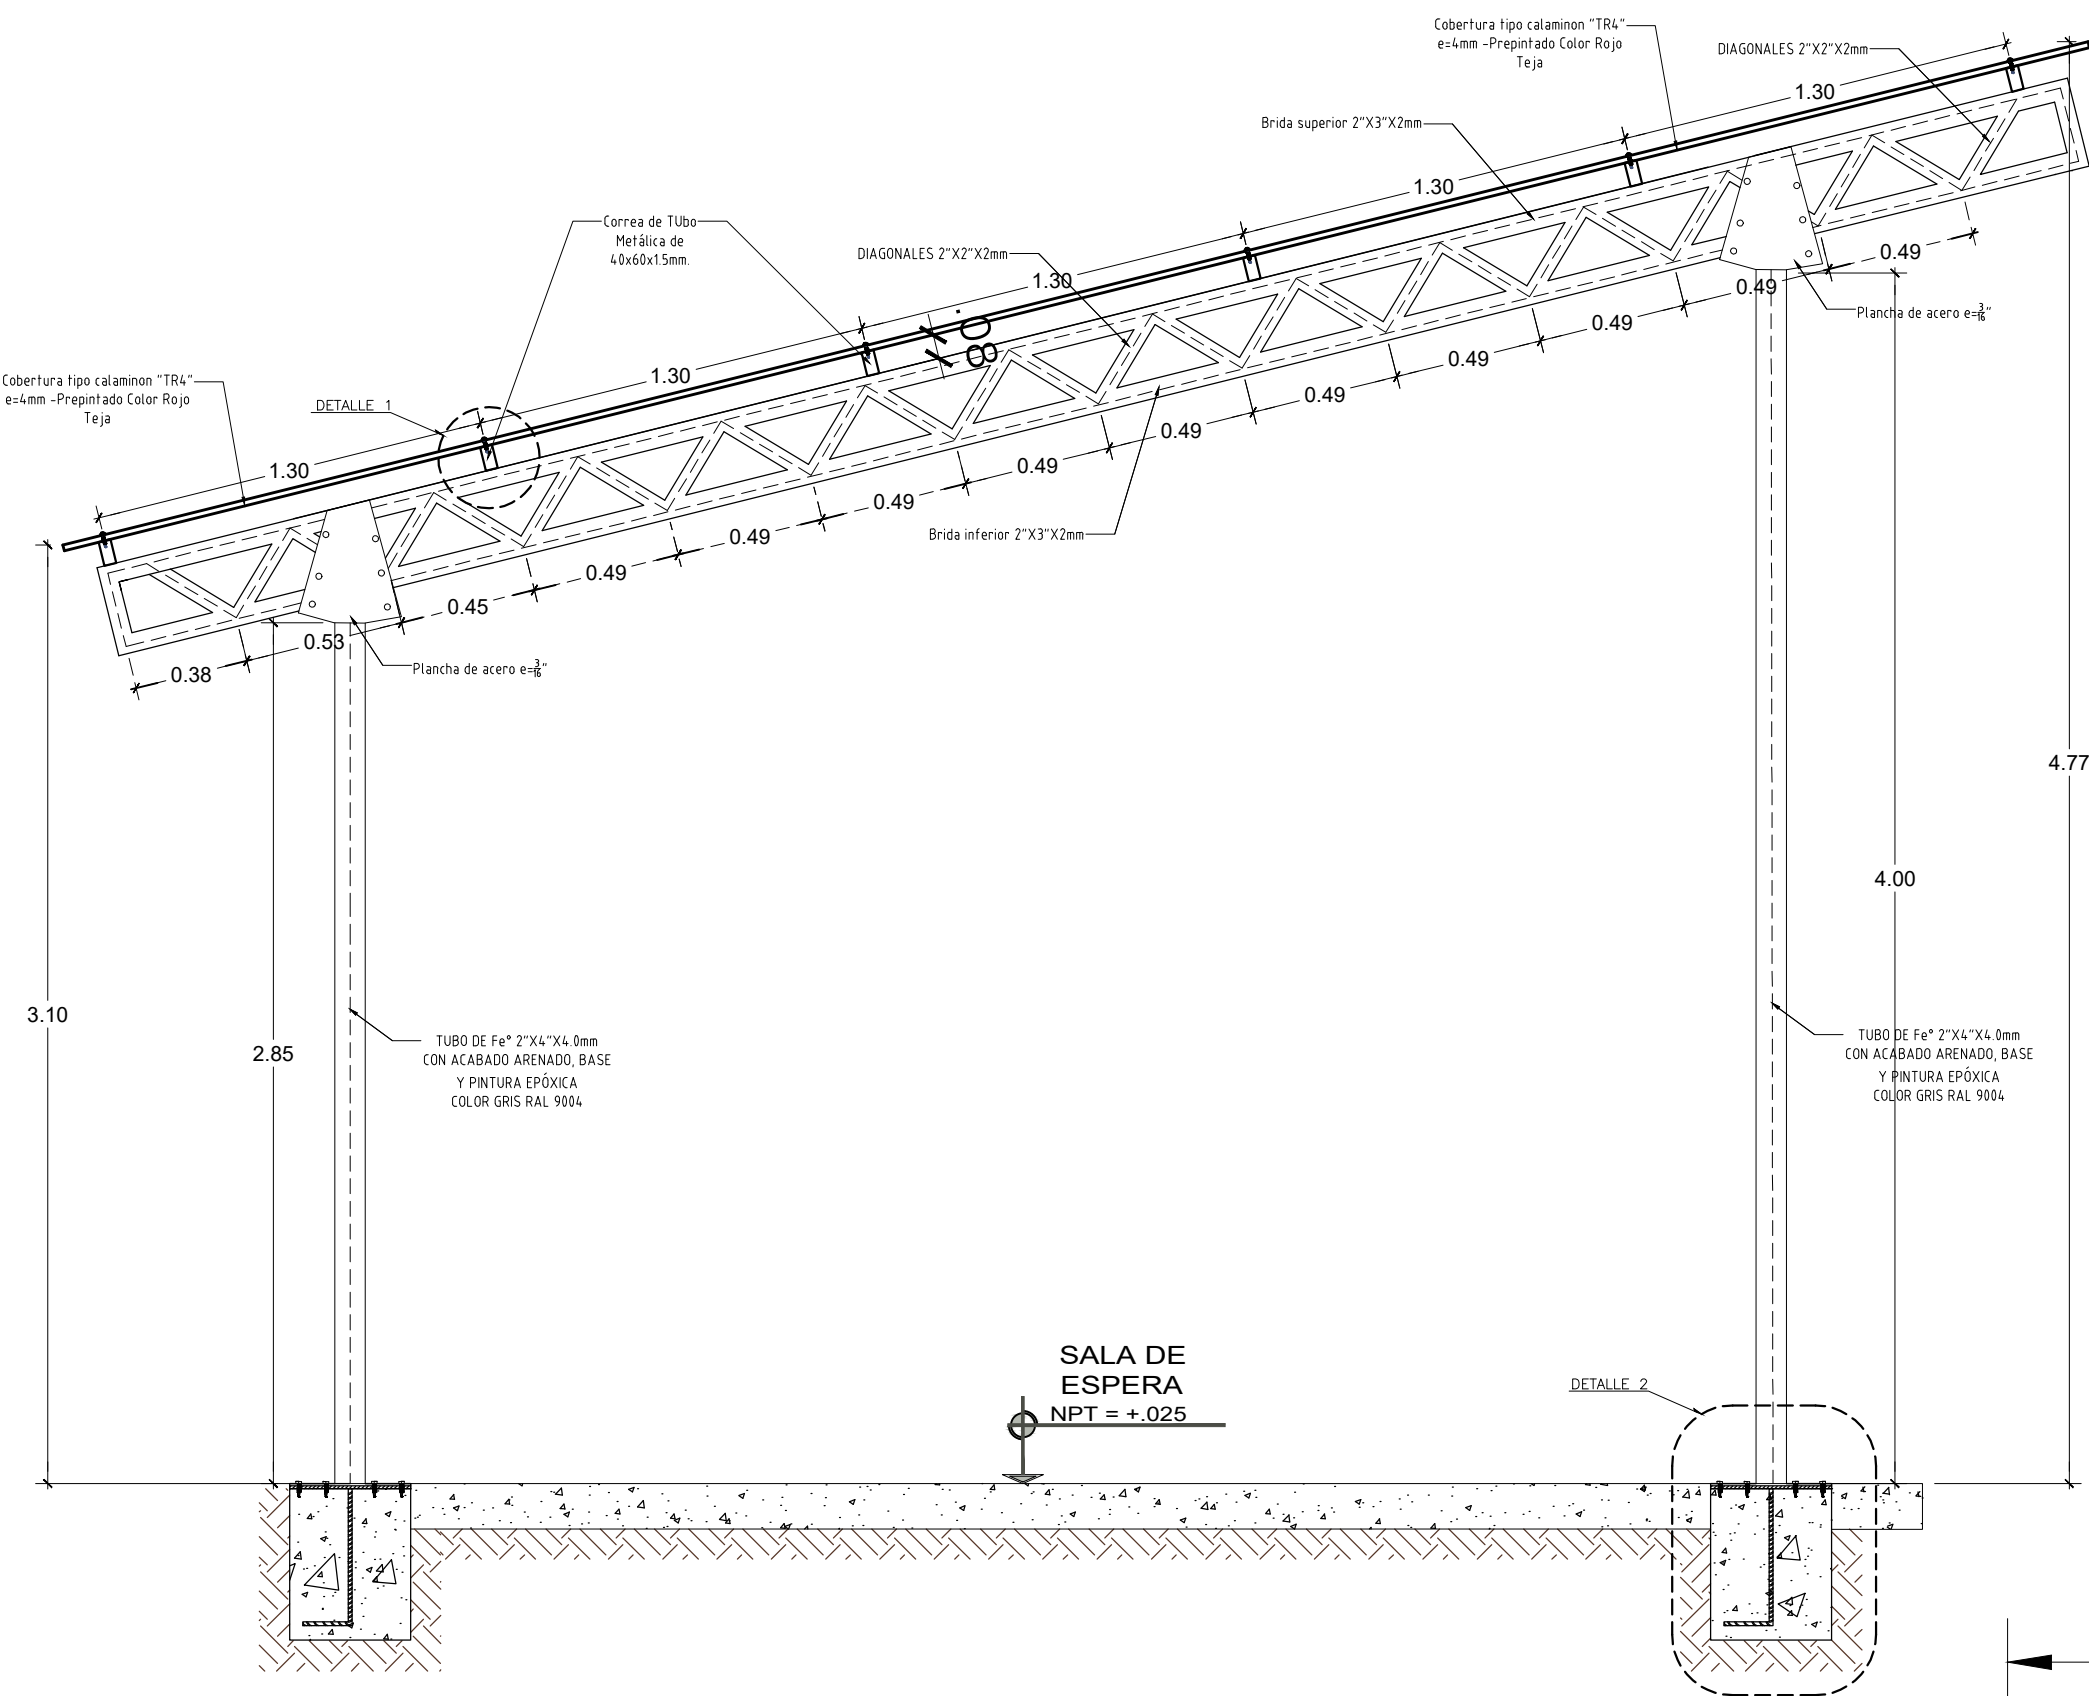 Cobertura tipo calaminon "TR4"
e=4mm -Prepintado Color Rojo
Teja
DIAGONALES 2"X2"X2mm
1.30
Brida superior 2"X3"X2mm
1.30
Correa de TUbo
Metálica de
40x60x1.5mm.
DIAGONALES 2"X2"X2mm
1.30
.08
1.30
Cobertura tipo calaminon "TR4"
e=4mm -Prepintado Color Rojo
Teja
DETALLE 1
1.30
0.49
0.49
Plancha de acero e=3/16"
0.49
0.49
0.49
0.49
0.49
0.49
Brida inferior 2"X3"X2mm
0.49
0.49
0.45
0.53
0.38
Plancha de acero e=3/16"
4.77
4.00
3.10
2.85
TUBO DE Fe° 2"X4"X4.0mm
CON ACABADO ARENADO, BASE
Y PINTURA EPÓXICA
COLOR GRIS RAL 9004
TUBO DE Fe° 2"X4"X4.0mm
CON ACABADO ARENADO, BASE
Y PINTURA EPÓXICA
COLOR GRIS RAL 9004
SALA DE
ESPERA
NPT = +.025
DETALLE 2